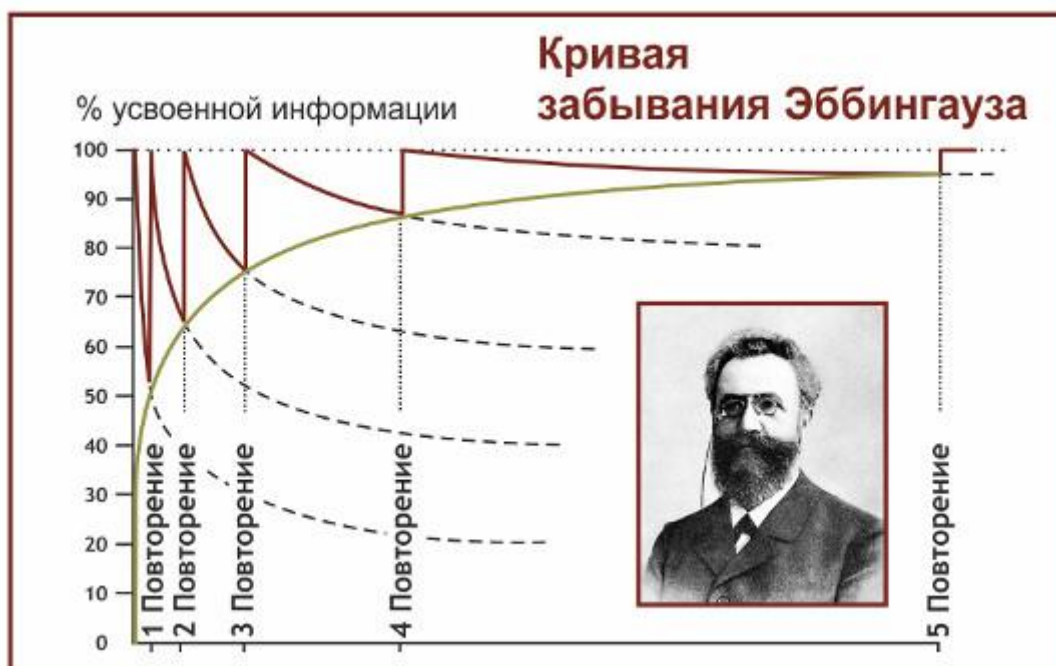 Кривая
забывания Эббингауза
% усвоенной информации
100
90
80
70
60
50
40
30
20
10
0
1 Повторение
2 Повторение
3 Повторение
4 Повторение
5 Повторение